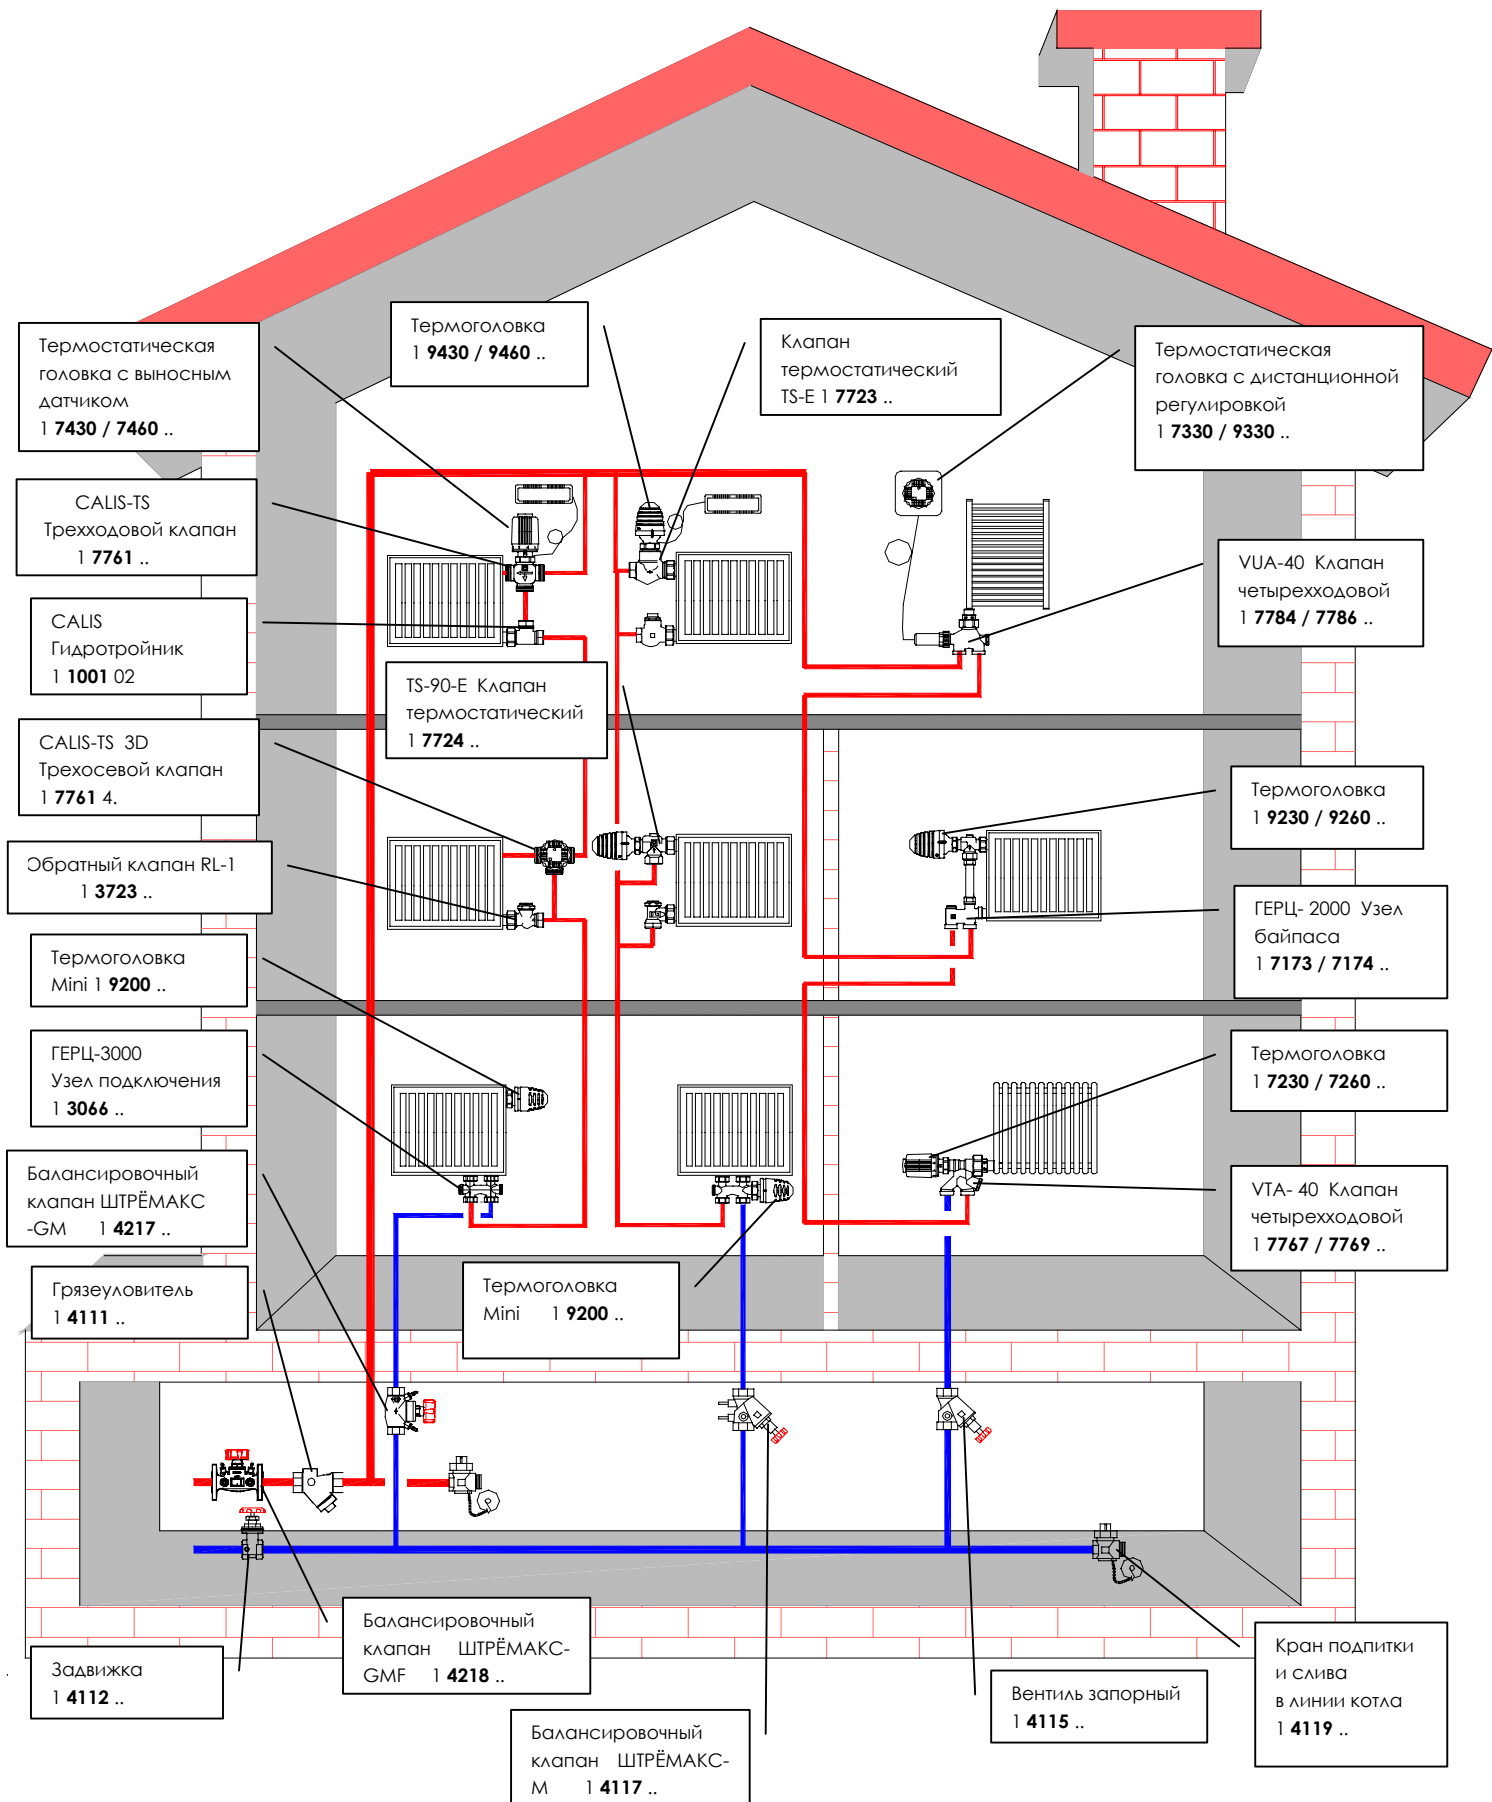 Термостатическая
головка с выносным
датчиком
1 7430 / 7460 ..
Термоголовка
1 9430 / 9460 ..
Клапан
термостатический
TS-E 1 7723 ..
Термостатическая
головка с дистанционной
регулировкой
1 7330 / 9330 ..
CALIS-TS
Трехходовой клапан
1 7761 ..
VUA-40 Клапан
четырехходовой
1 7784 / 7786 ..
CALIS
Гидротройник
1 1001 02
TS-90-E Клапан
термостатический
1 7724 ..
CALIS-TS 3D
Трехосевой клапан
1 7761 4.
Термоголовка
1 9230 / 9260 ..
Обратный клапан RL-1
1 3723 ..
ГЕРЦ- 2000 Узел
байпаса
1 7173 / 7174 ..
Термоголовка
Mini 1 9200 ..
ГЕРЦ-3000
Узел подключения
1 3066 ..
Термоголовка
1 7230 / 7260 ..
Балансировочный
клапан ШТРЁМАКС
-GM 1 4217 ..
VTA- 40 Клапан
четырехходовой
1 7767 / 7769 ..
Грязеуловитель
1 4111 ..
Термоголовка
Mini 1 9200 ..
Балансировочный
клапан ШТРЁМАКС-
GMF 1 4218 ..
Задвижка
1 4112 ..
Кран подпитки
и слива
в линии котла
1 4119 ..
Вентиль запорный
1 4115 ..
Балансировочный
клапан ШТРЁМАКС-
М 1 4117 ..